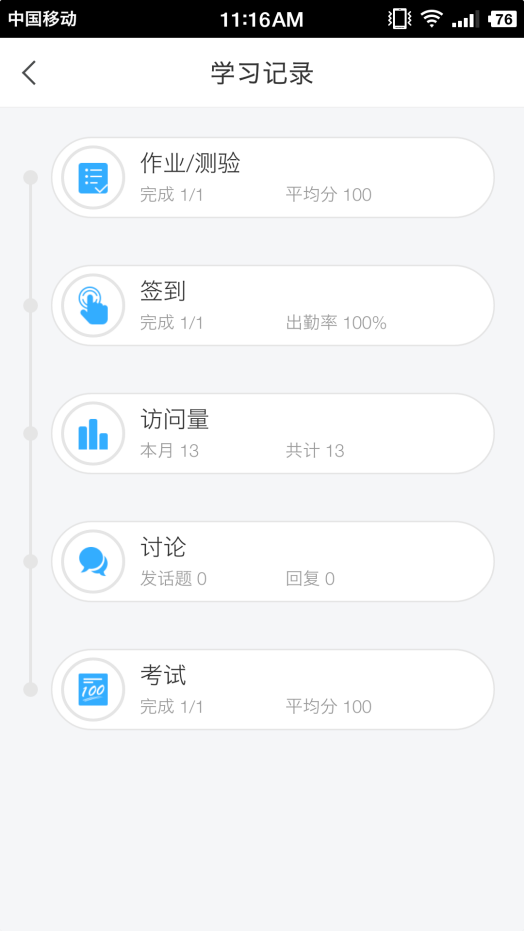 中国移动 11:16AM 76
学习记录
作业/测验
完成 1/1 平均分 100
签到
完成 1/1 出勤率 100%
访问量
本月 13 共计 13
讨论
发话题 0 回复 0
100
考试
完成 1/1 平均分 100